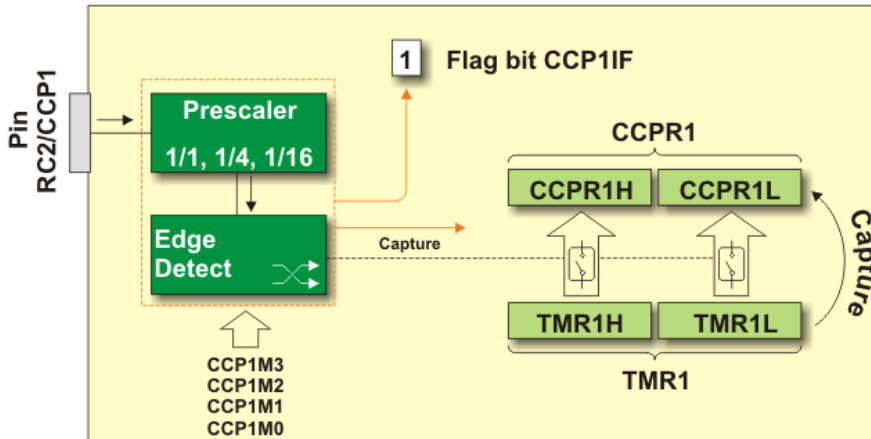 Pin
RC2/CCP1
Prescaler
1/1, 1/4, 1/16
Edge
Detect
1
Flag bit CCP1IF
Capture
CCP1M3
CCP1M2
CCP1M1
CCP1M0
CCPR1
CCPR1H
CCPR1L
TMR1H
TMR1L
TMR1
Capture